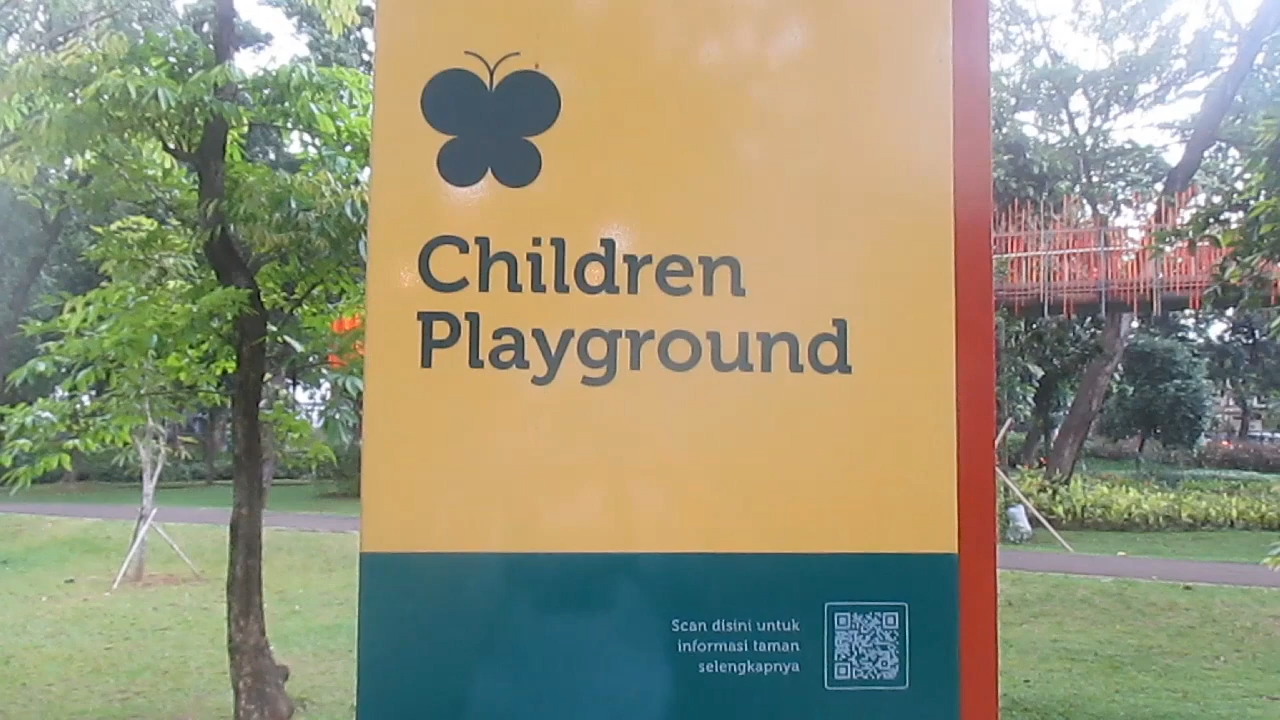 Children
Playground
Scan disini untuk
informasi taman
selengkapnya